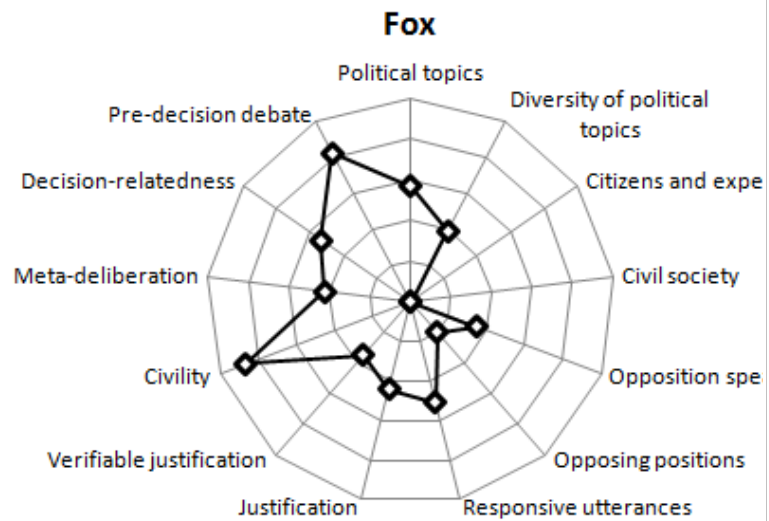 Fox
Political topics
Diversity of political
topics
Pre-decision debate
Decision-relatedness
Citizens and expe
Meta-deliberation
Civil society
Civility
Opposition spe
Verifiable justification
Opposing positions
Justification
Responsive utterances